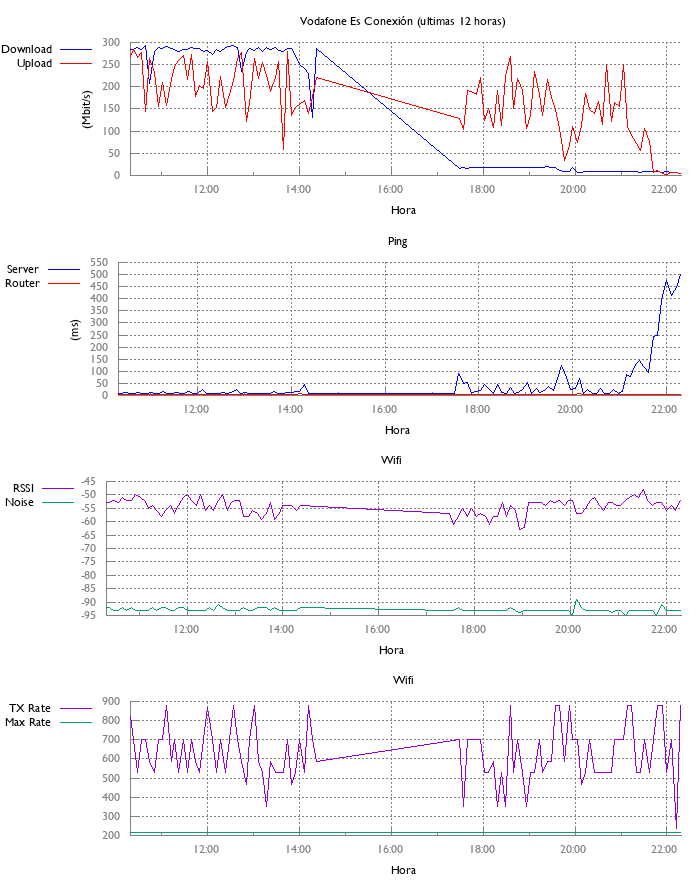 Vodafone Es Conexión (ultimas 12 horas)
Download
Upload
(Mbit/s)
300
250
200
150
100
50
0
12:00 14:00 16:00 18:00 20:00 22:00
Hora
Ping
Server
Router
(ms)
550
500
450
400
350
300
250
200
150
100
50
0
12:00 14:00 16:00 18:00 20:00 22:00
Hora
Wifi
RSSI
Noise
-45
-50
-55
-60
-65
-70
-75
-80
-85
-90
-95
12:00 14:00 16:00 18:00 20:00 22:00
Hora
Wifi
TX Rate
Max Rate
900
800
700
600
500
400
300
200
12:00 14:00 16:00 18:00 20:00 22:00
Hora